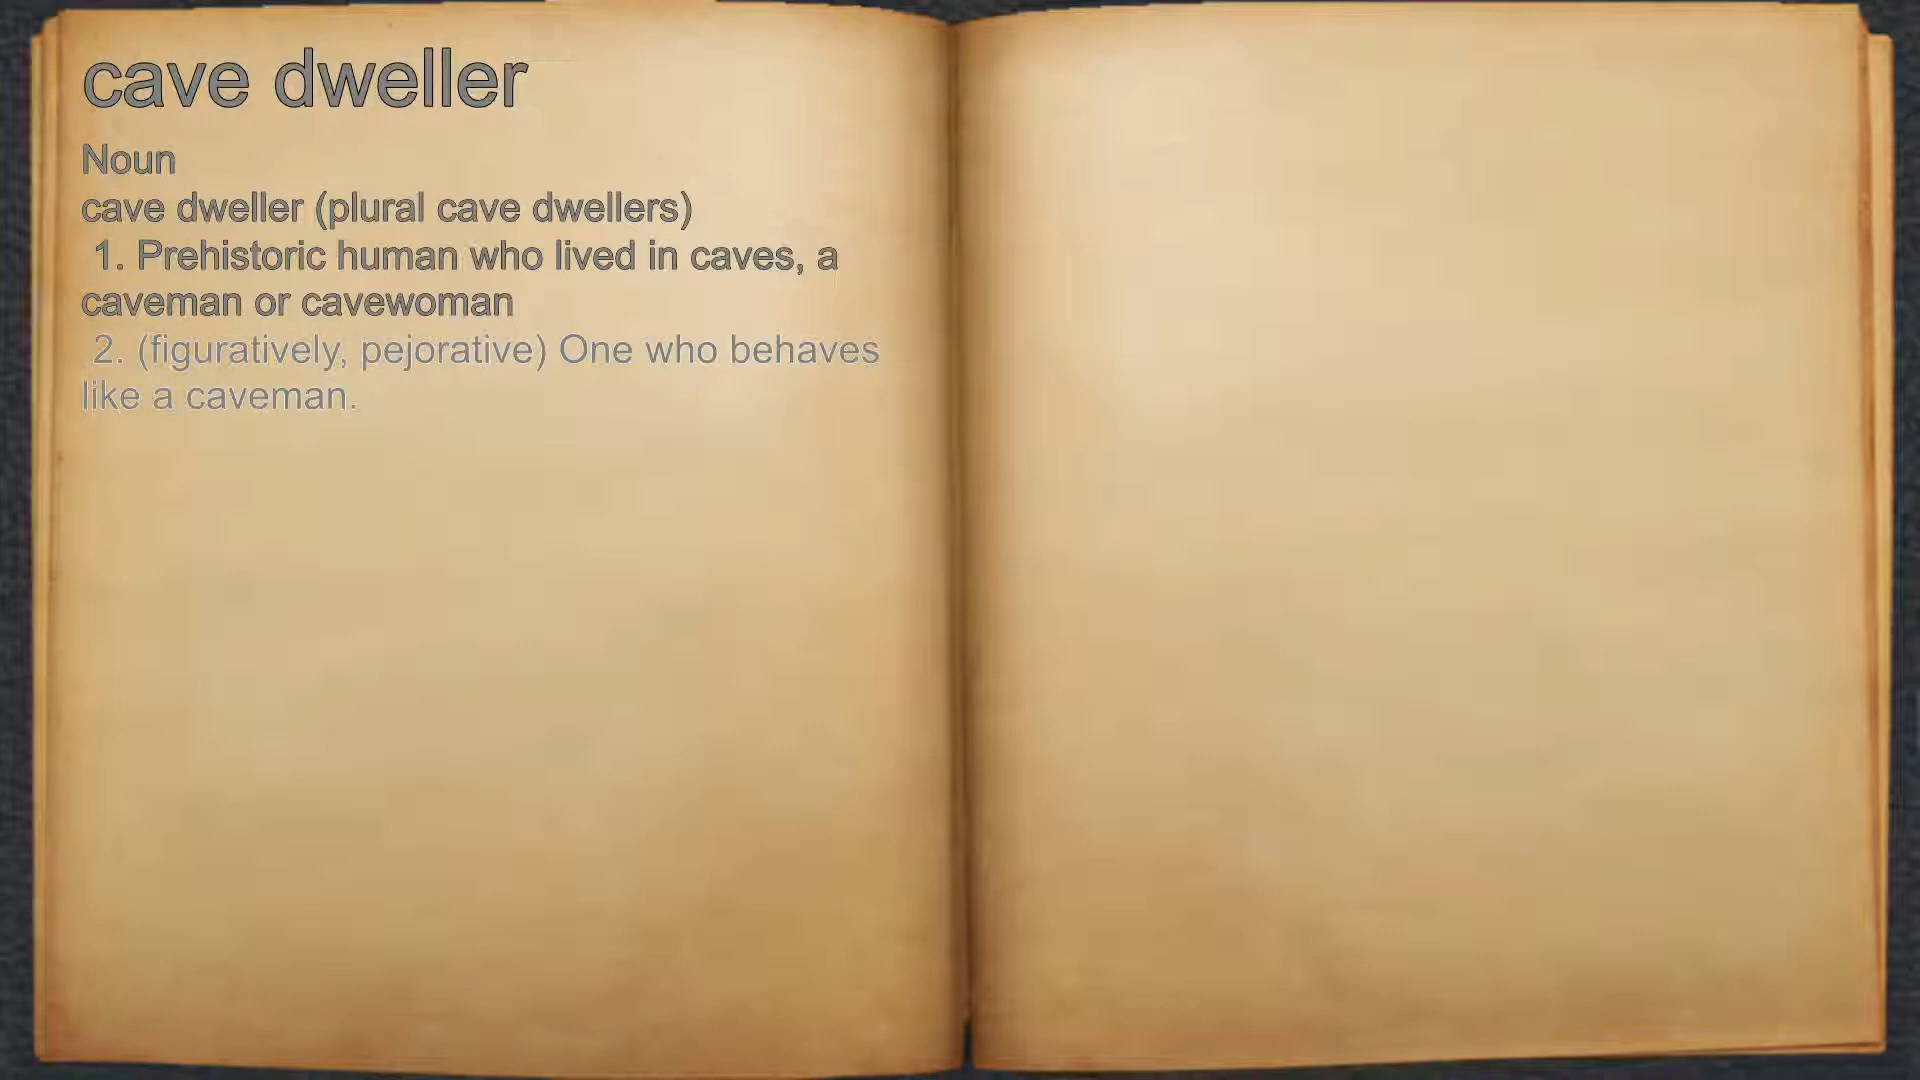 cave dweller
Noun
cave dweller (plural cave dwellers)
1. Prehistoric human who lived in caves, a
caveman or cavewoman
2. (figuratively, pejorative) One who behaves
like a caveman.